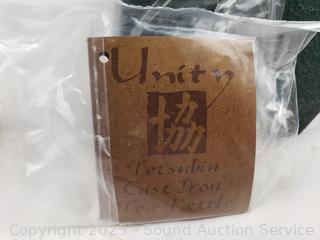 Unity
協
Tetsubin
Cast Iron
Tea Kettle
Copyright 2025 - Sound Auction Service